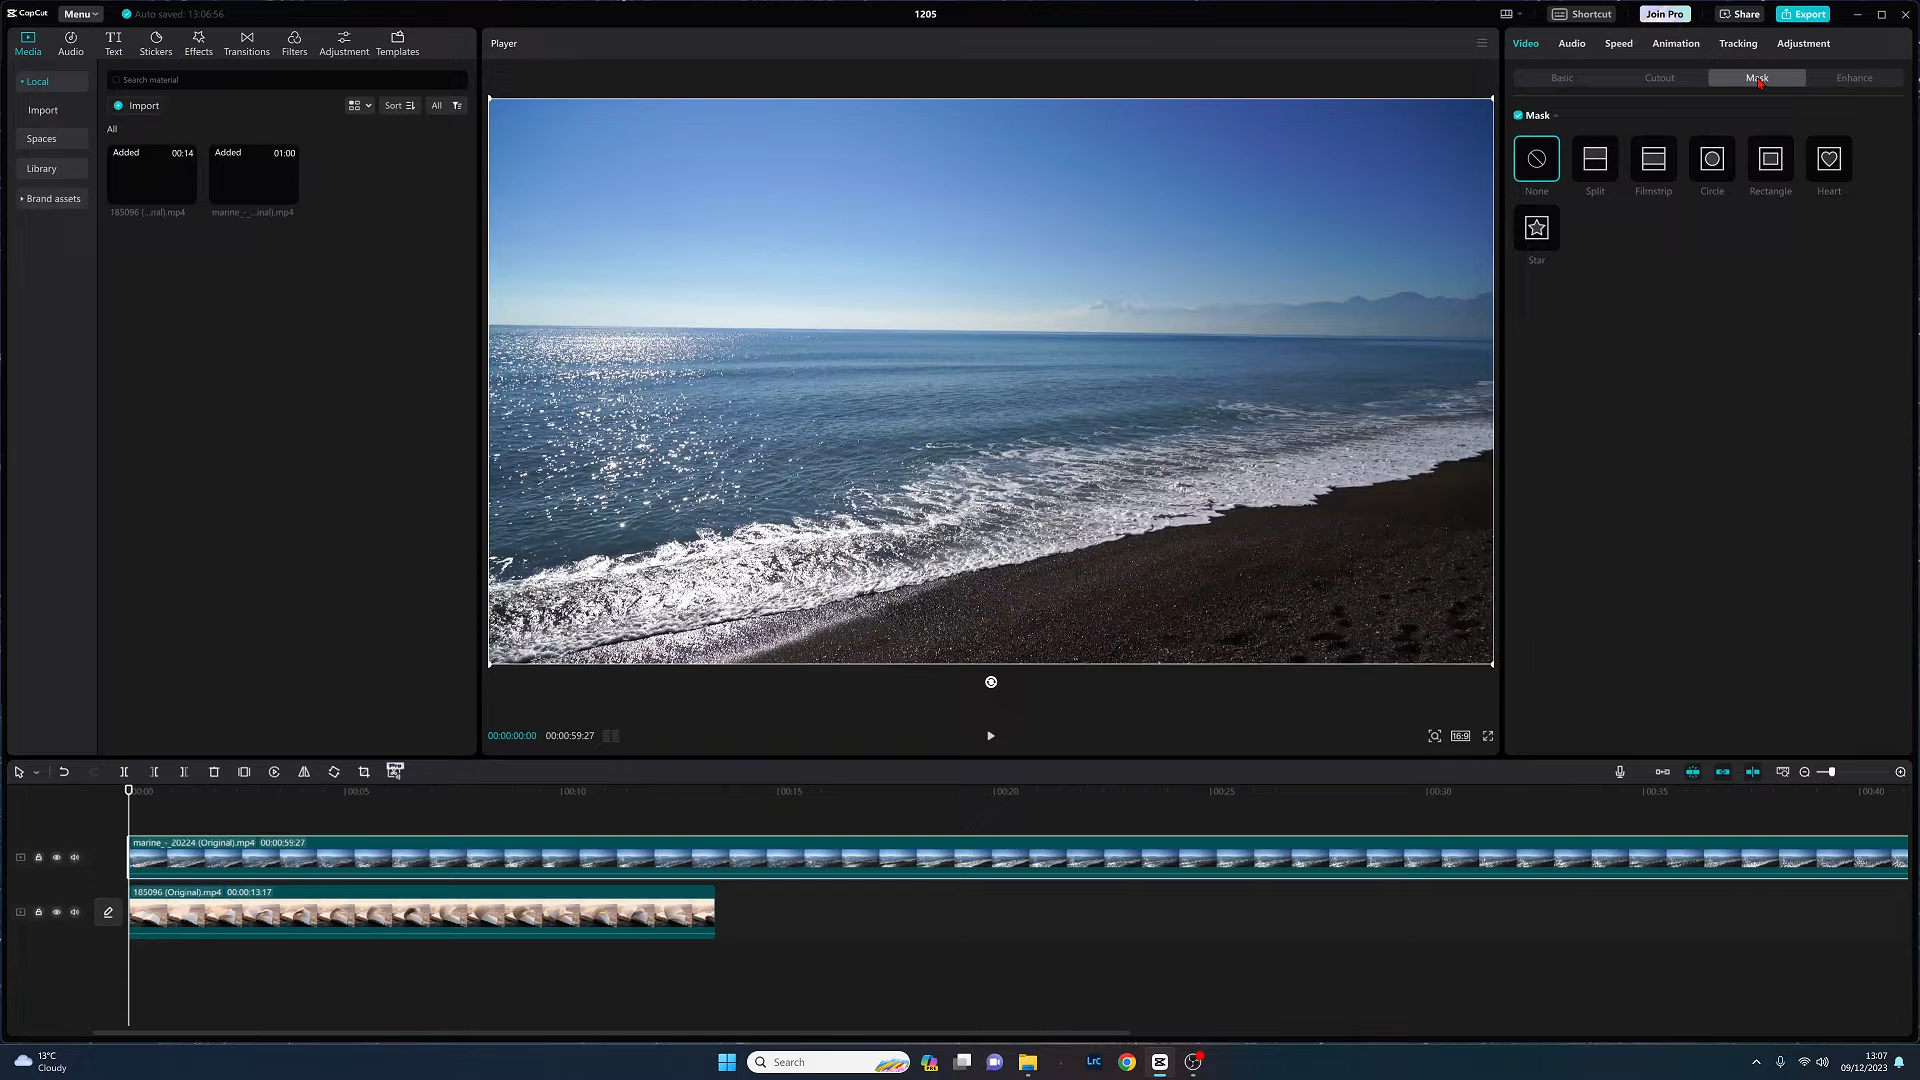 CapCut
Menu
Auto saved: 13:06:56
1205
Shortcut
Join Pro
Share
Export
Media
Audio
Text
Stickers
Effects
Transitions
Filters
Adjustment
Templates
Player
Video
Audio
Speed
Animation
Tracking
Adjustment
Local
Search material
Basic
Cutout
Mask
Enhance
Import
Import
Sort
All
Mask
Spaces
All
Library
Added 00:14
Added 01:00
Brand assets
185096 (...nal).mp4
marine_-_...inal).mp4
None
Split
Filmstrip
Circle
Rectangle
Heart
Star
00:00:00:00
00:00:59:27
16:9
00:00
00:05
00:10
00:15
00:20
00:25
00:30
00:35
00:40
marine_-_20224 (Original).mp4 00:00:59:27
185096 (Original).mp4 00:00:13:17
13°C
Cloudy
Search
LrC
13:07
09/12/2023